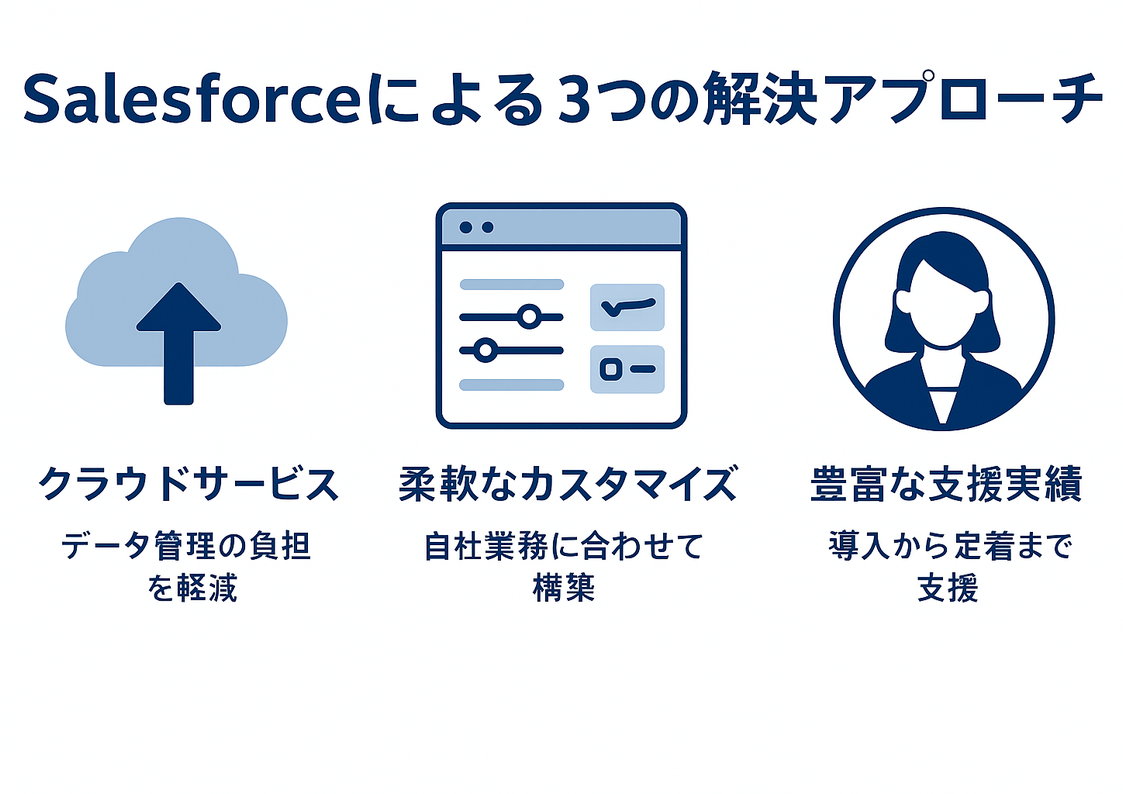 Salesforceによる3つの解決アプローチ
クラウドサービス
データ管理の負担
を軽減
柔軟なカスタマイズ
自社業務に合わせて
構築
豊富な支援実績
導入から定着まで
支援